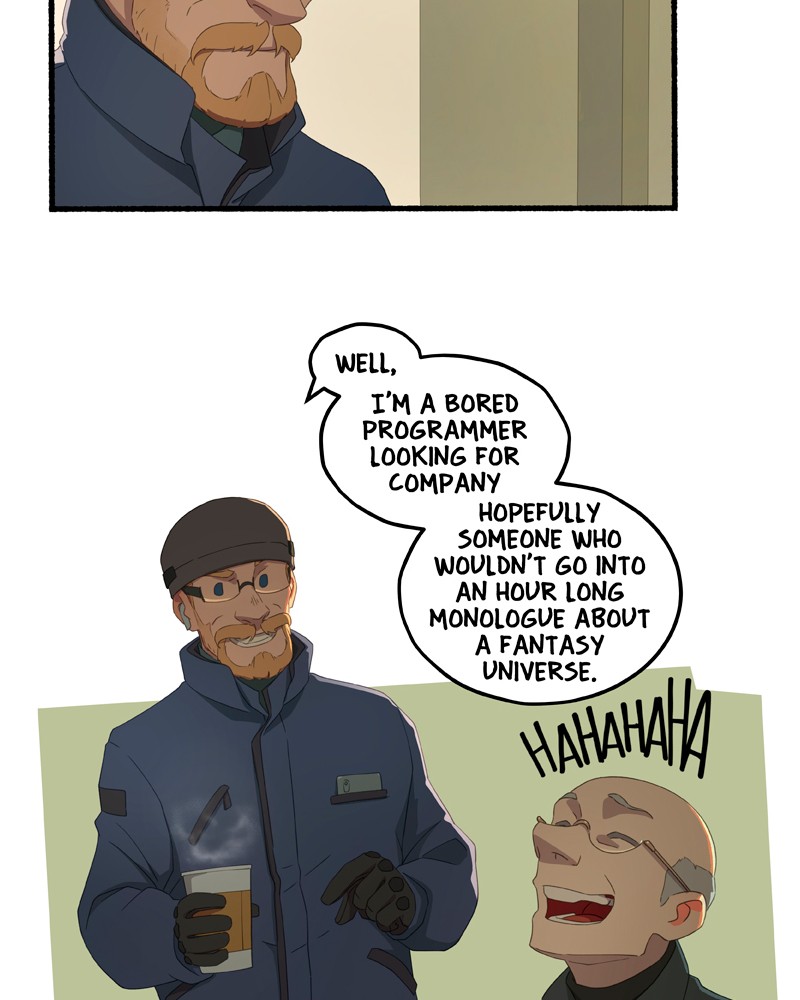 WELL,
I'M A BORED
PROGRAMMER
LOOKING FOR
COMPANY
HOPEFULLY
SOMEONE WHO
WOULDN'T GO INTO
AN HOUR LONG
MONOLOGUE ABOUT
A FANTASY
UNIVERSE.
HAHAHAHA